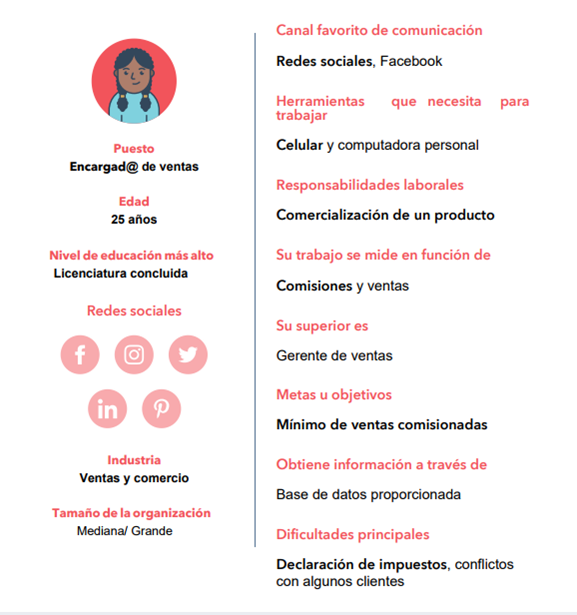 Puesto
Encargad@ de ventas
Edad
25 años
Nivel de educación más alto
Licenciatura concluida
Redes sociales
f
in
Industria
Ventas y comercio
Tamaño de la organización
Mediana/ Grande
Canal favorito de comunicación
Redes sociales, Facebook
Herramientas que necesita para
trabajar
Celular y computadora personal
Responsabilidades laborales
Comercialización de un producto
Su trabajo se mide en función de
Comisiones y ventas
Su superior es
Gerente de ventas
Metas u objetivos
Mínimo de ventas comisionadas
Obtiene información a través de
Base de datos proporcionada
Dificultades principales
Declaración de impuestos, conflictos
con algunos clientes